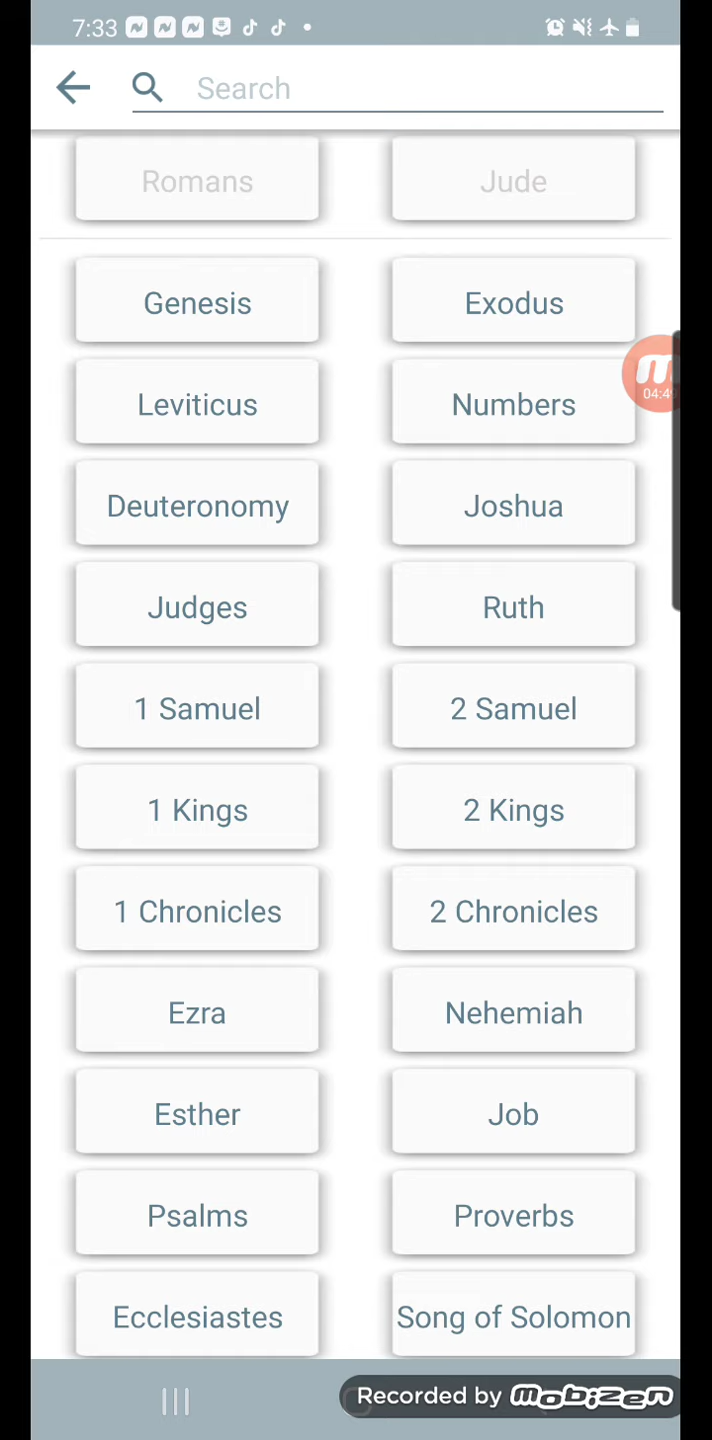 7:33
Search
Romans Jude
Genesis Exodus
Leviticus Numbers
04:49
Deuteronomy Joshua
Judges Ruth
1 Samuel 2 Samuel
1 Kings 2 Kings
1 Chronicles 2 Chronicles
Ezra Nehemiah
Esther Job
Psalms Proverbs
Ecclesiastes Song of Solomon
Recorded by mobizen